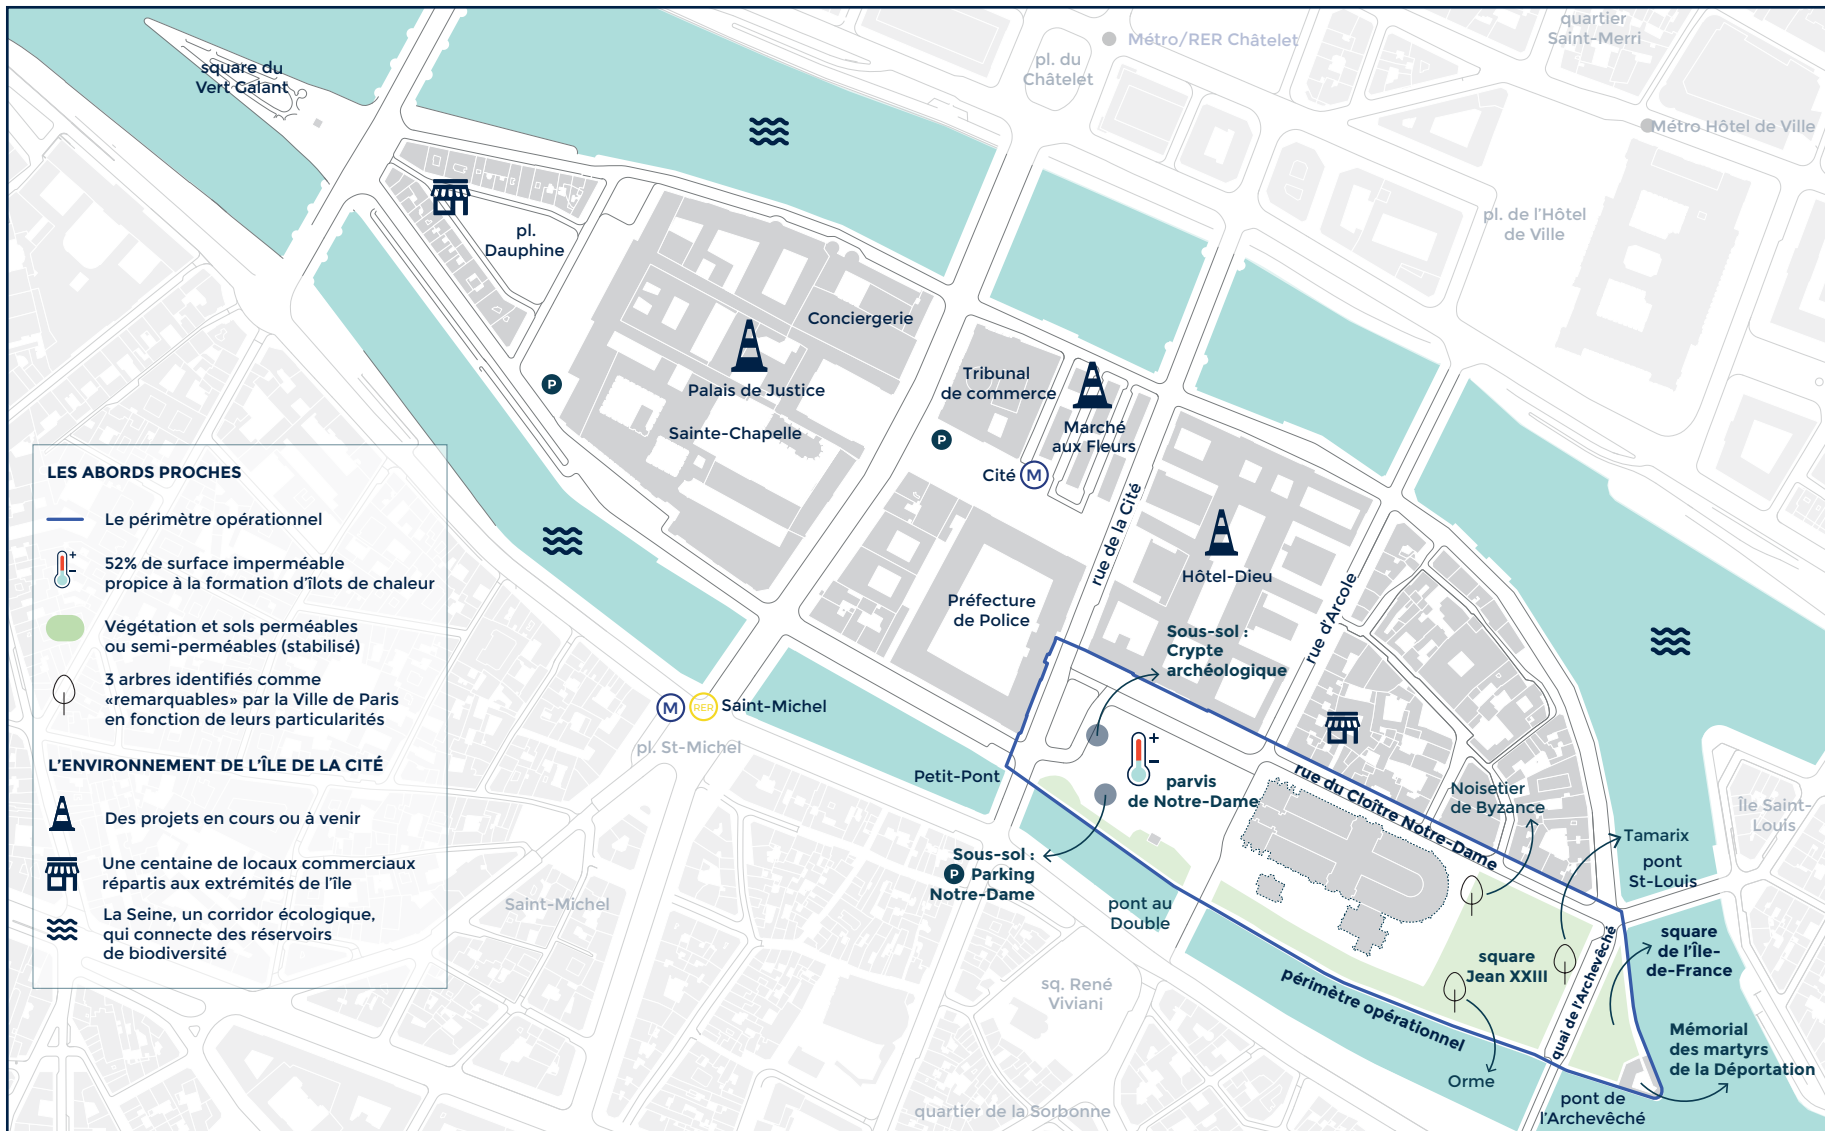 quartier
Saint-Merri
Métro/RER Châtelet
pl. du
Châtelet
square du
Vert Galant
Métro Hôtel de Ville
pl. de l'Hôtel
de Ville
pl.
Dauphine
Conciergerie
Palais de Justice
Sainte-Chapelle
P
Tribunal
de commerce
Marché
aux Fleurs
P
Cité M
rue de la Cité
Hôtel-Dieu
rue d'Arcole
Préfecture
de Police
Sous-sol :
Crypte
archéologique
M RER Saint-Michel
pl. St-Michel
Petit-Pont
parvis
de Notre-Dame
rue du Cloître Notre-Dame
Noisetier
de Byzance
Île Saint-
Louis
Tamarix
pont
St-Louis
Sous-sol :
P Parking
Notre-Dame
pont au
Double
Saint-Michel
sq. René
Viviani
square
Jean XXIII
quai de l'Archevêché
square
de l'Île-
de-France
périmètre opérationnel
Mémorial
des martyrs
de la Déportation
Orme
pont de
l'Archevêché
quartier de la Sorbonne
LES ABORDS PROCHES
Le périmètre opérationnel
52% de surface imperméable
propice à la formation d'îlots de chaleur
Végétation et sols perméables
ou semi-perméables (stabilisé)
3 arbres identifiés comme
«remarquables» par la Ville de Paris
en fonction de leurs particularités
L'ENVIRONNEMENT DE L'ÎLE DE LA CITÉ
Des projets en cours ou à venir
Une centaine de locaux commerciaux
répartis aux extrémités de l'île
La Seine, un corridor écologique,
qui connecte des réservoirs
de biodiversité